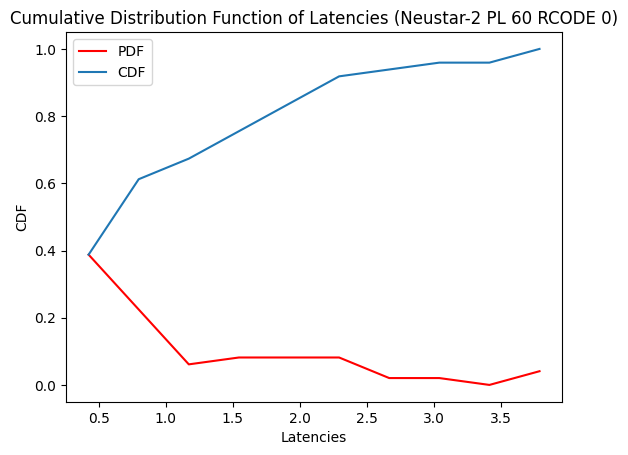 Cumulative Distribution Function of Latencies (Neustar-2 PL 60 RCODE 0)
PDF
CDF
1.0
0.8
0.6
0.4
0.2
0.0
CDF
0.5 1.0 1.5 2.0 2.5 3.0 3.5
Latencies